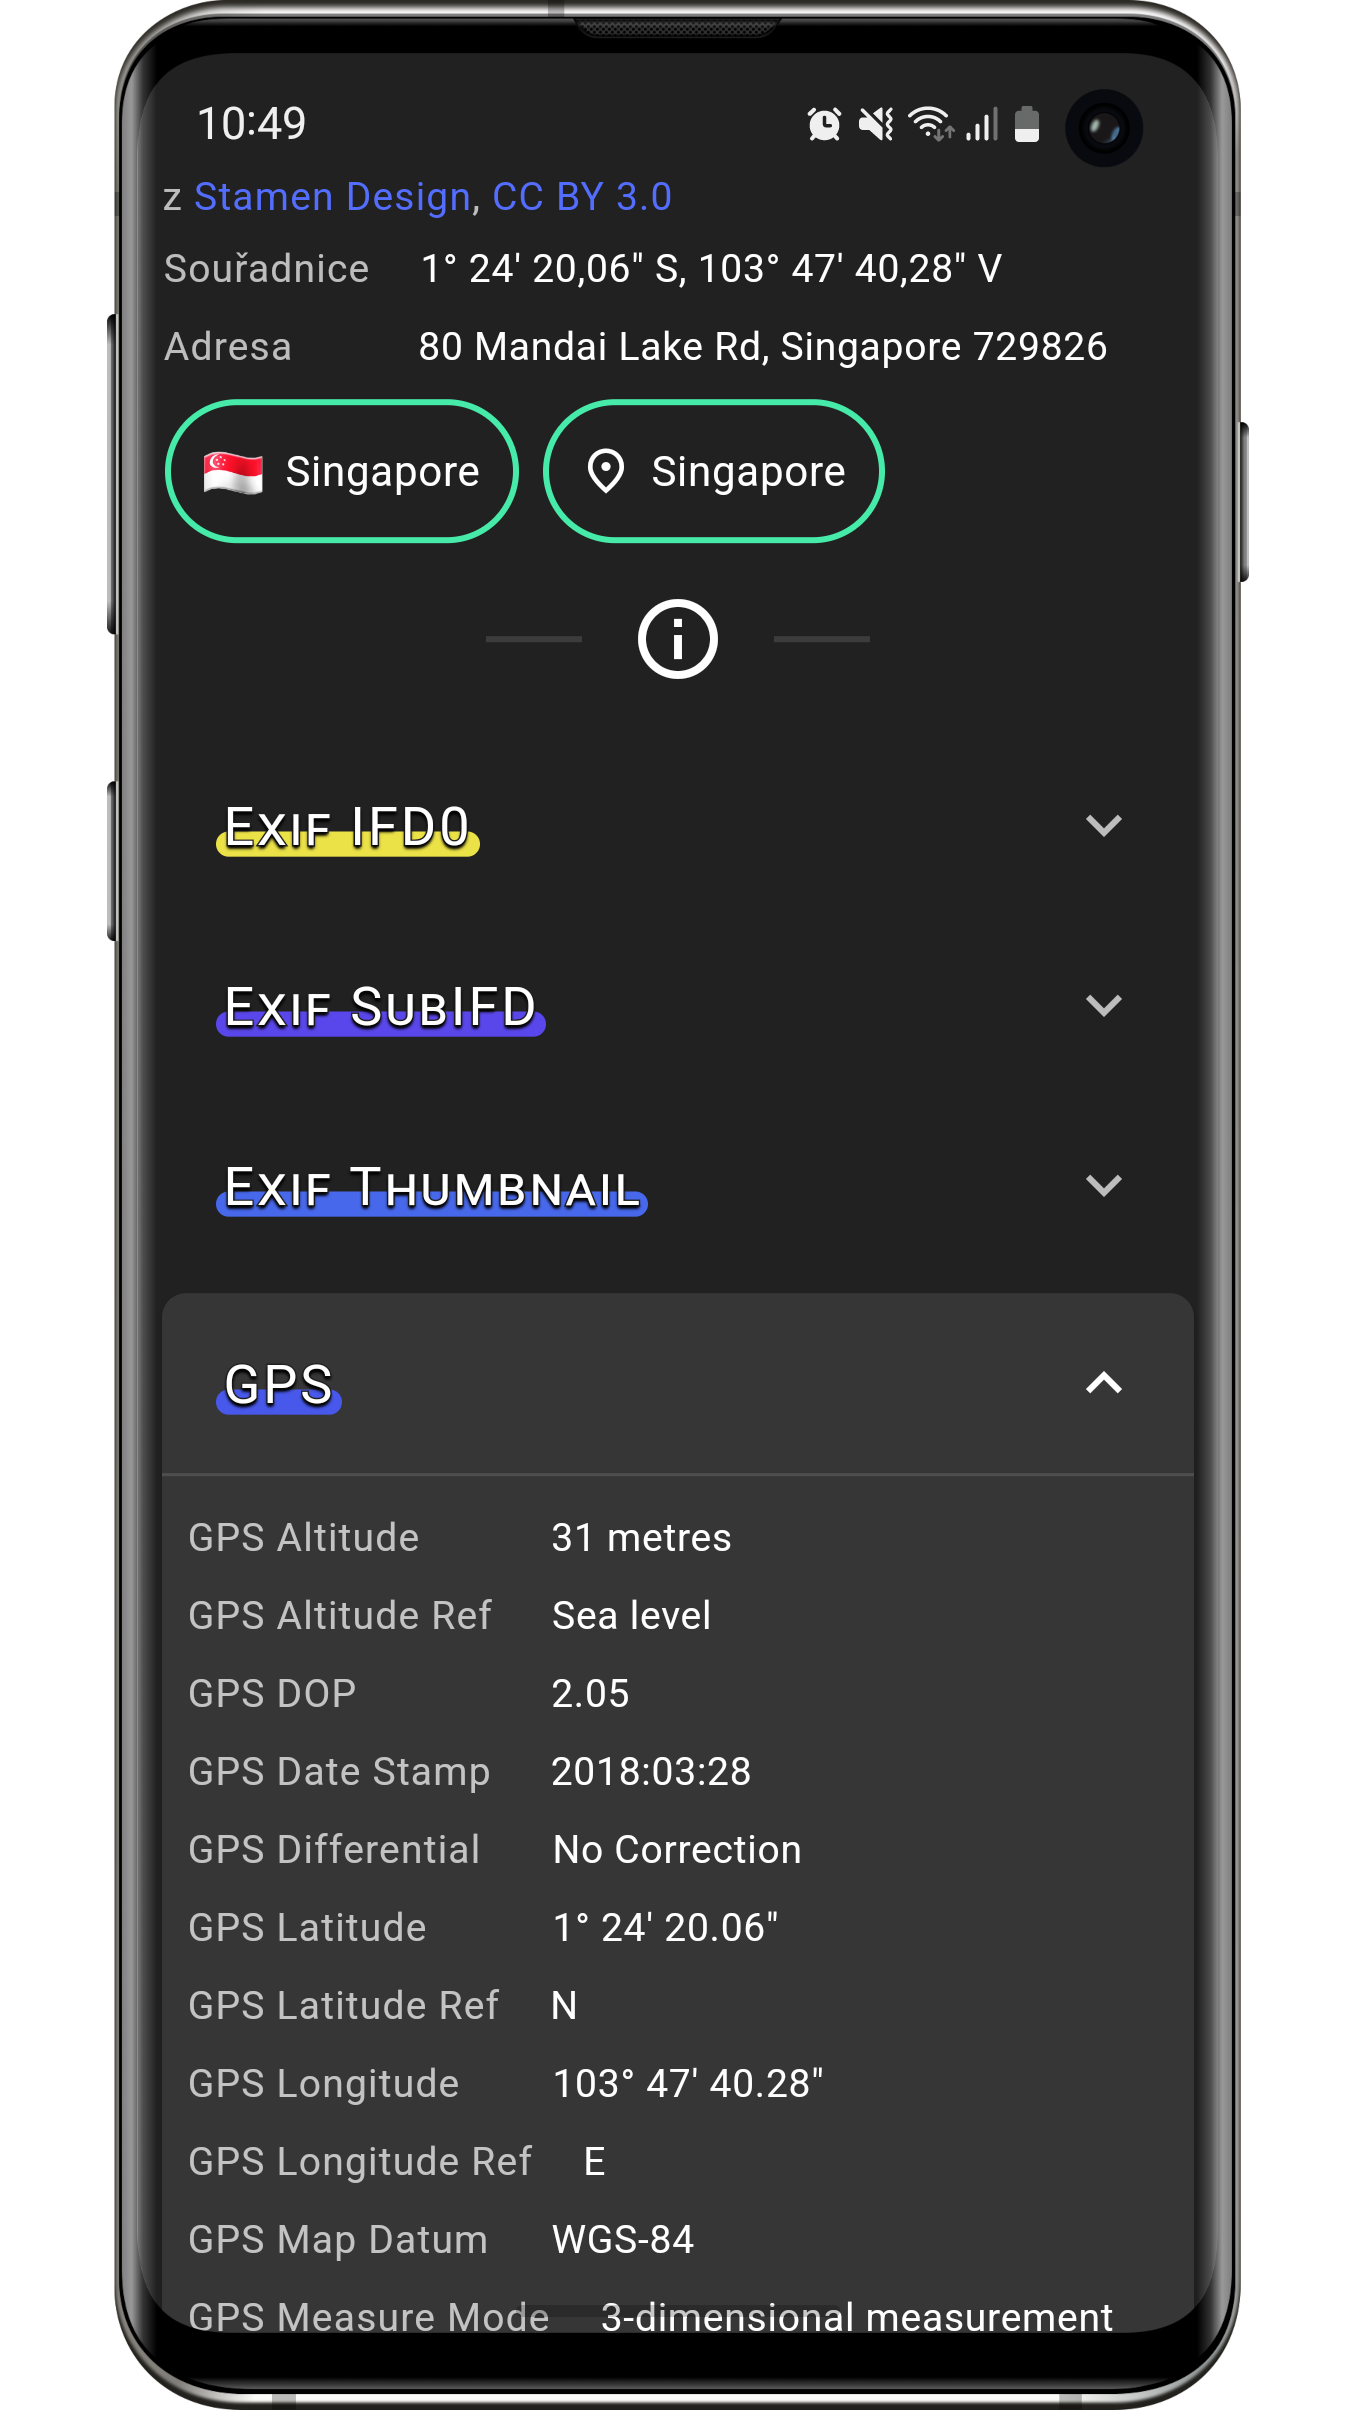 10:49
z Stamen Design, CC BY 3.0
Souřadnice 1° 24' 20,06" S, 103° 47' 40,28" V
Adresa 80 Mandai Lake Rd, Singapore 729826
Singapore Singapore
Exif IFD0
Exif SubIFD
Exif Thumbnail
GPS
GPS Altitude 31 metres
GPS Altitude Ref Sea level
GPS DOP 2.05
GPS Date Stamp 2018:03:28
GPS Differential No Correction
GPS Latitude 1° 24' 20.06"
GPS Latitude Ref N
GPS Longitude 103° 47' 40.28"
GPS Longitude Ref E
GPS Map Datum WGS-84
GPS Measure Mode 3-dimensional measurement